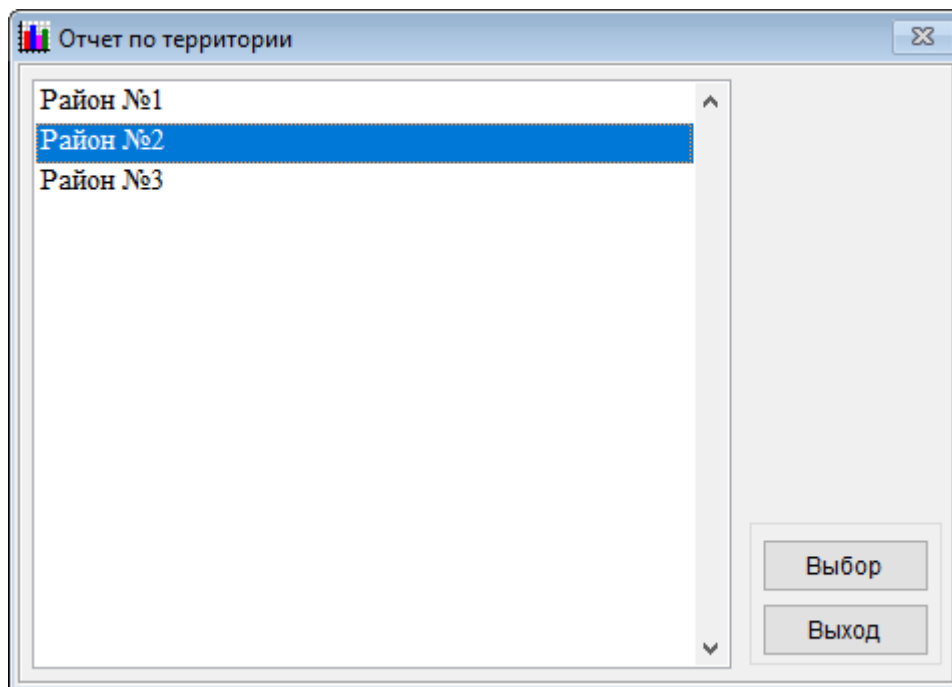 Отчет по территории
Район №1
Район №2
Район №3
Выбор
Выход